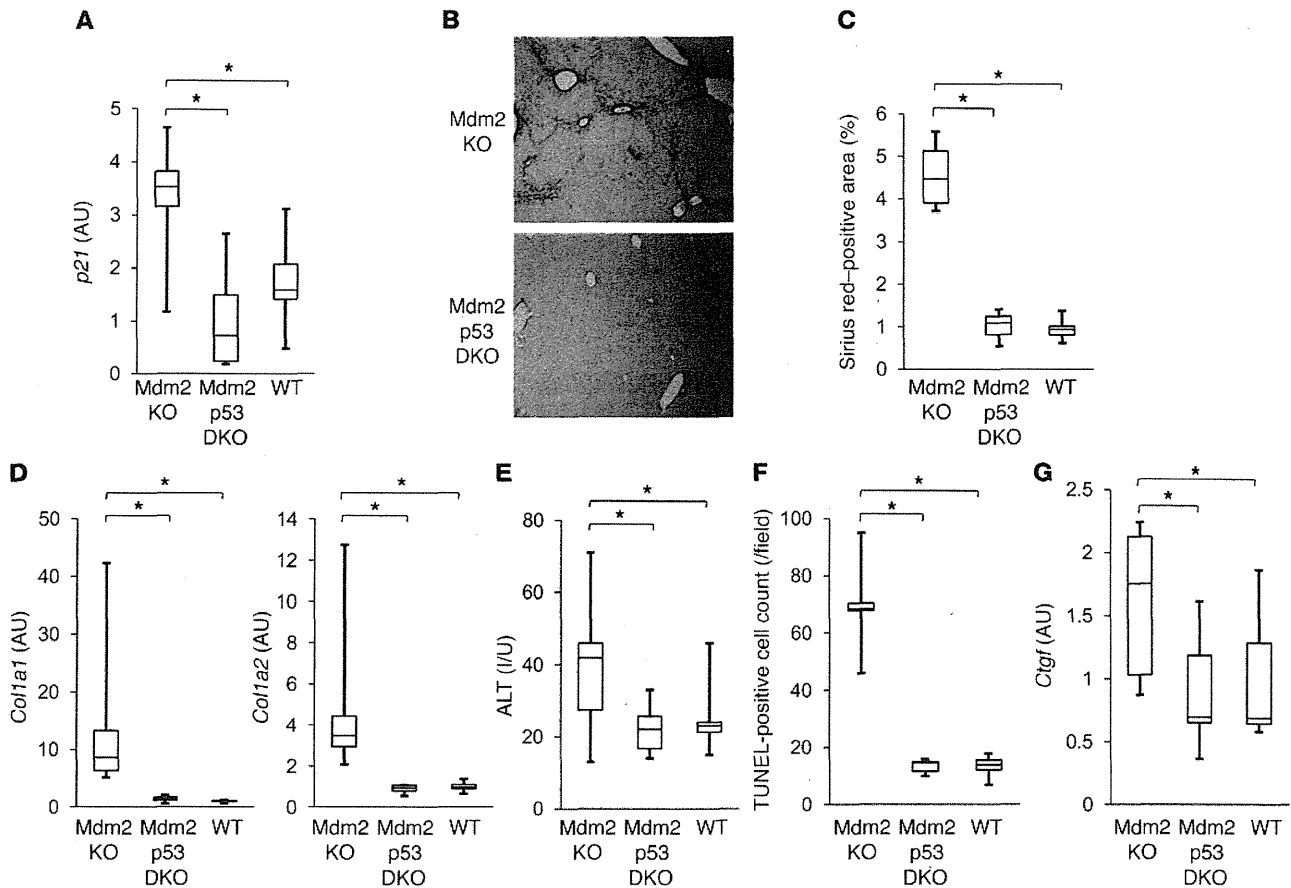 A
*
*
p21 (AU)
5
4
3
2
1
0
Mdm2
KO
Mdm2
p53
DKO
WT
B
Mdm2
KO
Mdm2
p53
DKO
C
*
*
Sirius red–positive area (%)
6
5
4
3
2
1
0
Mdm2
KO
Mdm2
p53
DKO
WT
D
*
*
Col1a1 (AU)
50
40
30
20
10
0
Mdm2
KO
Mdm2
p53
DKO
WT
*
*
Col1a2 (AU)
14
12
10
8
6
4
2
0
Mdm2
KO
Mdm2
p53
DKO
WT
E
*
*
ALT (I/U)
80
60
40
20
0
Mdm2
KO
Mdm2
p53
DKO
WT
F
*
*
TUNEL-positive cell count (/field)
100
80
60
40
20
0
Mdm2
KO
Mdm2
p53
DKO
WT
G
*
*
Ctgf (AU)
2.5
2
1.5
1
0.5
0
Mdm2
KO
Mdm2
p53
DKO
WT